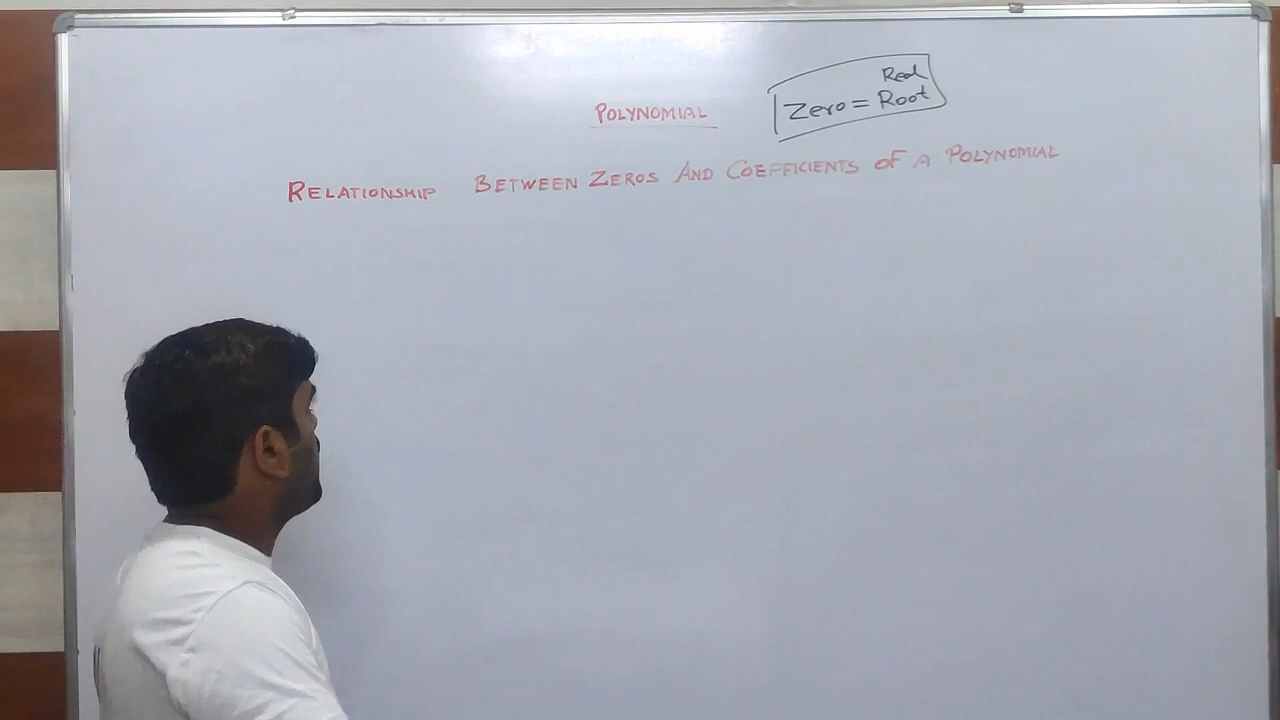 POLYNOMIAL
Real
Zero = Root
RELATIONSHIP BETWEEN ZEROS AND COEFFICIENTS OF A POLYNOMIAL